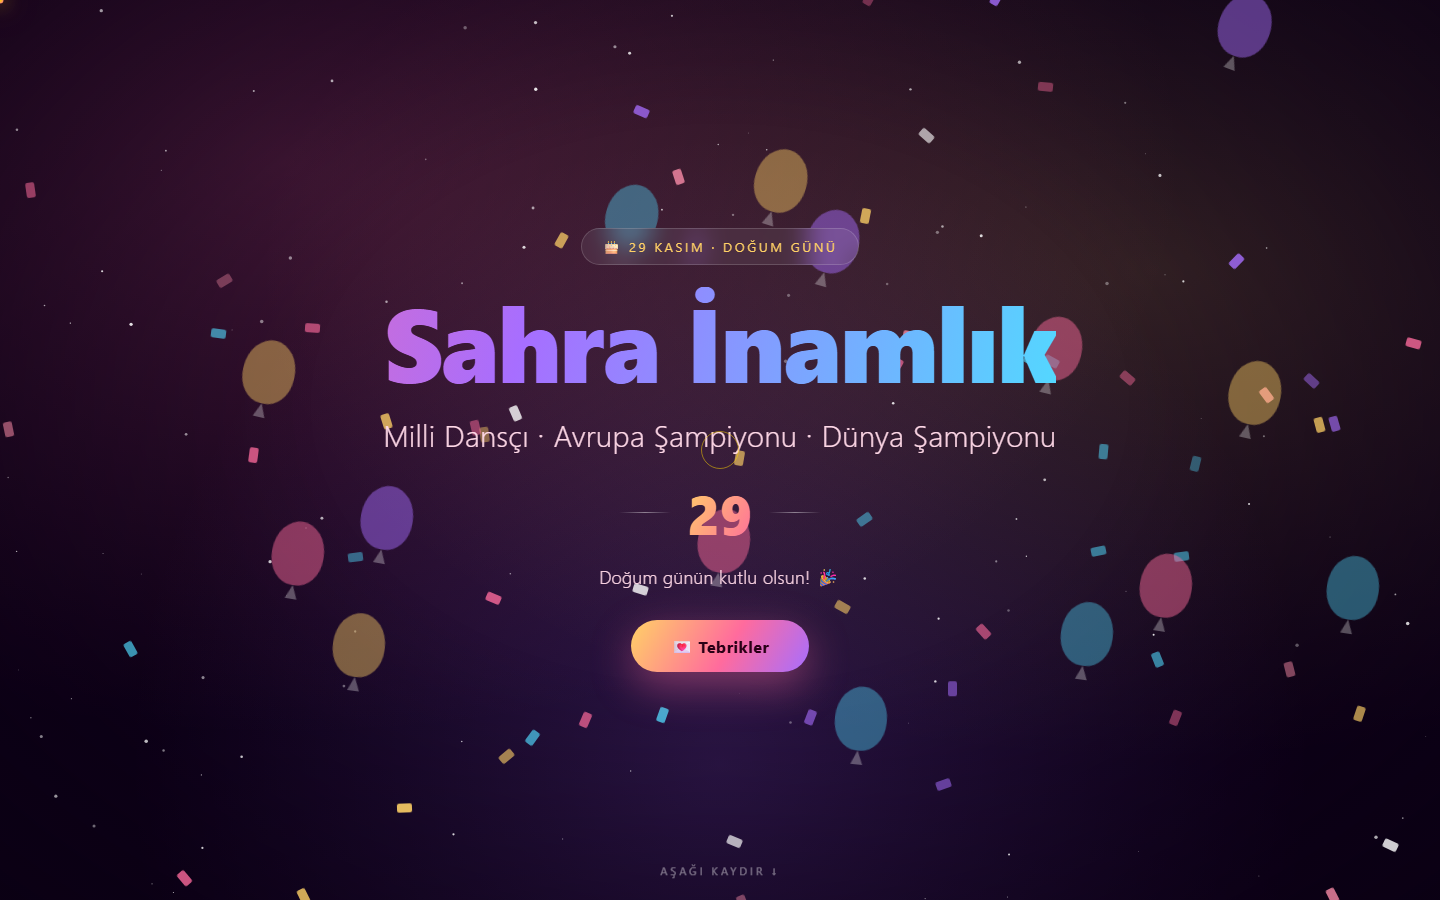 29 KASIM · DOĞUM GÜNÜ
Sahra İnamlık
Milli Dansçı · Avrupa Şampiyonu · Dünya Şampiyonu
29
Doğum günün kutlu olsun! 🎉
💌 Tebrikler
AŞAĞI KAYDIR ↓